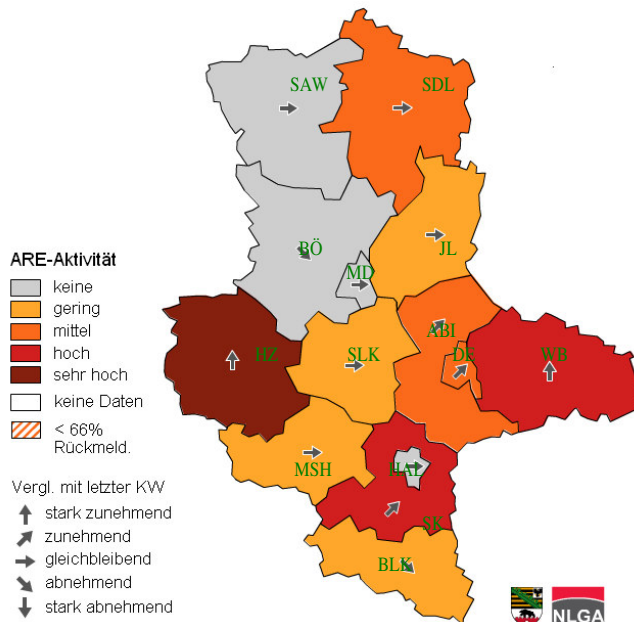 SAW
SDL
BÖ
JL
MD
ARE-Aktivität
keine
gering
mittel
hoch
sehr hoch
keine Daten
< 66%
Rückmeld.
ABI
HZ
SLK
DE
WB
MSH
HAL
SK
BLK
Vergl. mit letzter KW
stark zunehmend
zunehmend
gleichbleibend
abnehmend
stark abnehmend
NLGA